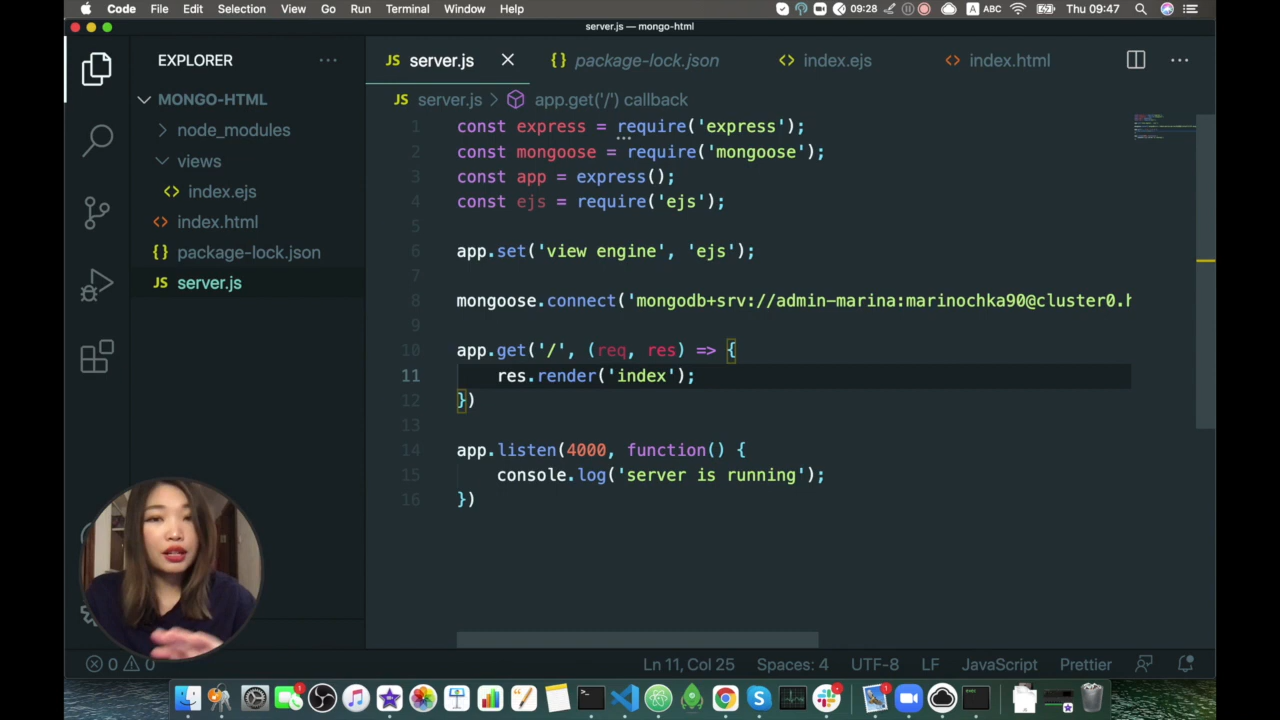 Code File Edit Selection View Go Run Terminal Window Help 09:28 A ABC Thu 09:47
server.js — mongo-html
EXPLORER
MONGO-HTML
node_modules
views
index.ejs
index.html
package-lock.json
JS server.js
JS server.js
{} package-lock.json
<> index.ejs
<> index.html
JS server.js > app.get('/') callback
1 const express = require('express');
2 const mongoose = require('mongoose');
3 const app = express();
4 const ejs = require('ejs');
5
6 app.set('view engine', 'ejs');
7
8 mongoose.connect('mongodb+srv://admin-marina:marinochka90@cluster0.
9
10 app.get('/', (req, res) => {
11 res.render('index');
12 })
13
14 app.listen(4000, function() {
15 console.log('server is running');
16 })
0 0 Ln 11, Col 25 Spaces: 4 UTF-8 LF JavaScript Prettier